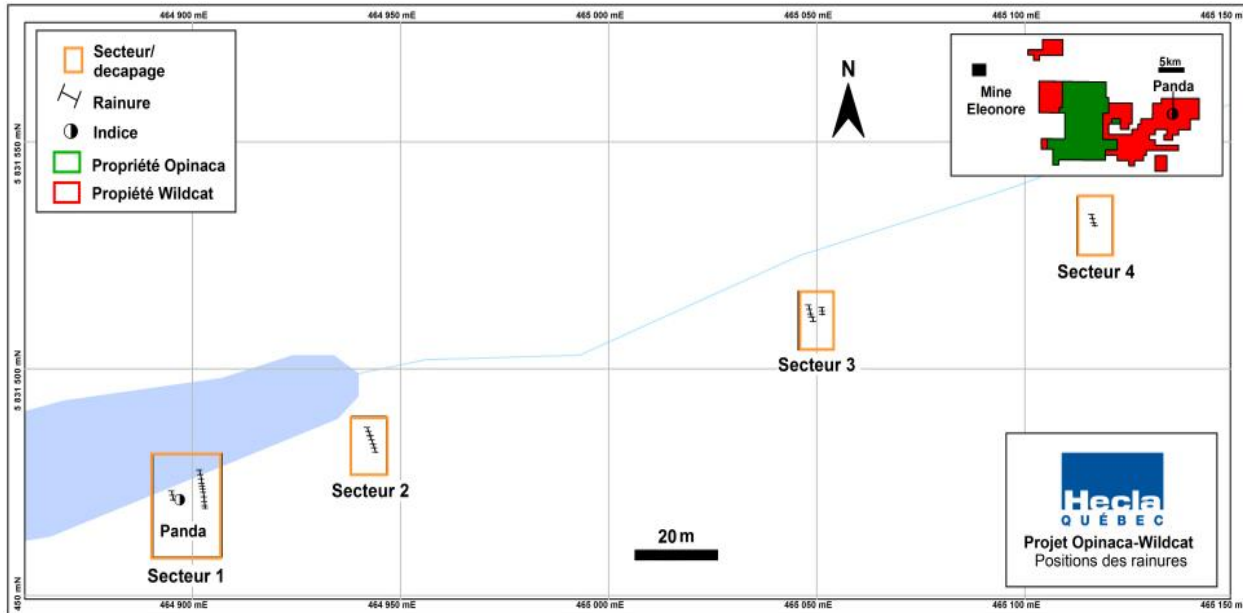 464 900 mE
464 950 mE
465 000 mE
465 050 mE
465 100 mE
465 150 m
Secteur/
decapage
Rainure
Indice
Propriété Opinaca
Propiété Wildcat
N
5km
Mine
Eleonore
Panda
5 831 550 mN
5 831 500 mN
450 mN
Secteur 4
Secteur 3
Secteur 2
Panda
Secteur 1
20 m
Hecla
QUÉBEC
Projet Opinaca-Wildcat
Positions des rainures
464 900 mE
464 950 mE
465 000 mE
465 050 mE
465 100 mE
465 150 m